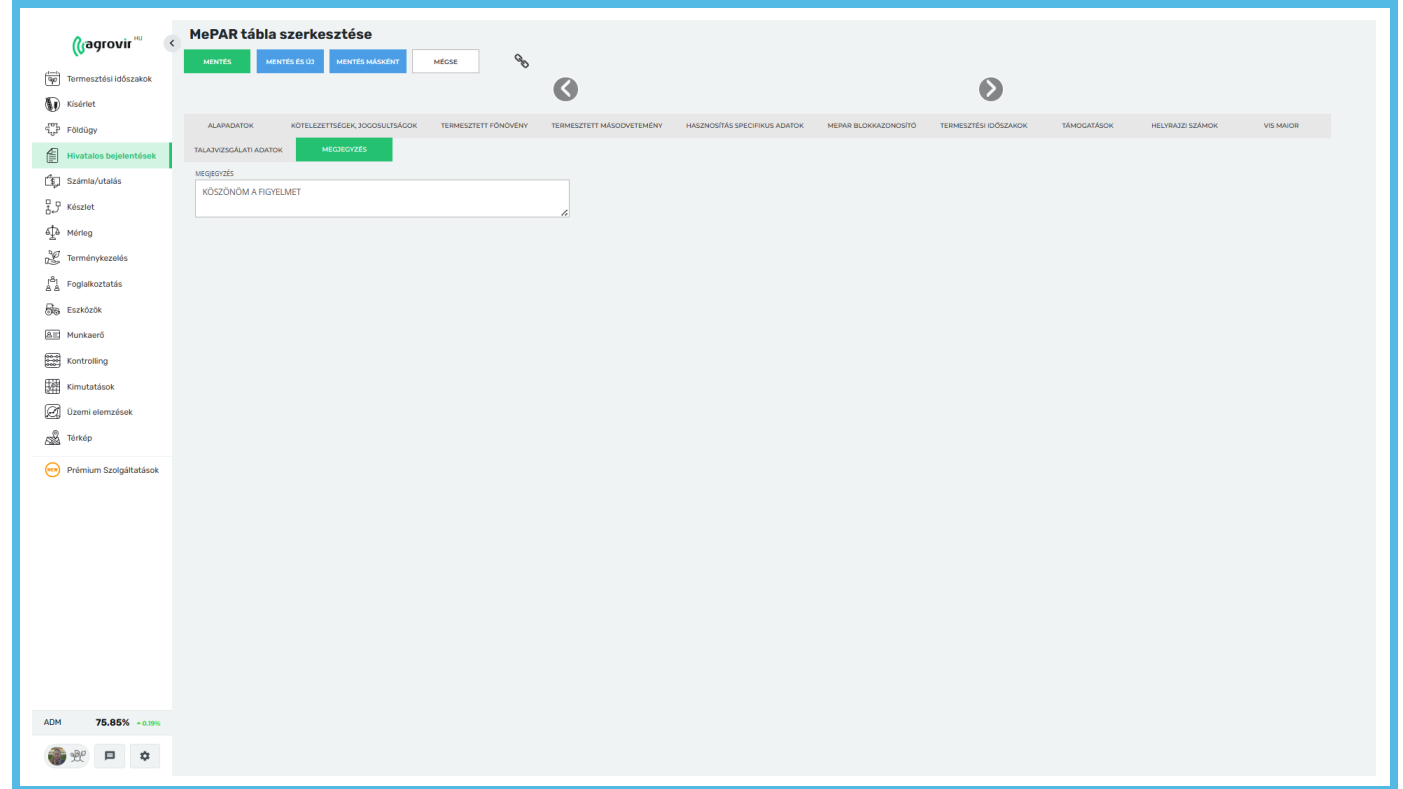 agrovir HU
MePAR tábla szerkesztése
MENTÉS MENTÉS ÉS ÚJ MENTÉS MÁSKÉNT MÉGSE
Termesztési időszakok
Kísérlet
Földügy
Hivatalos bejelentések
Számla/utalás
Készlet
Mérleg
Terménykezelés
Foglalkoztatás
Eszközök
Munkaerő
Kontrolling
Kimutatások
Üzemi elemzések
Térkép
NEW Prémium Szolgáltatások
ADM 75.85% 0.19%
ALAPADATOK KÖTELEZETTSÉGEK, JOGOSULTSÁGOK TERMESZTETT FŐNÖVÉNY TERMESZTETT MÁSODVETEMÉNY HASZNOSÍTÁS SPECIFIKUS ADATOK MEPAR BLOKKAZONOSÍTÓ TERMESZTÉSI IDŐSZAKOK TÁMOGATÁSOK HELYRAJZI SZÁMOK VIS MAIOR
TALAJVIZSGÁLATI ADATOK MEGJEGYZÉS
MEGJEGYZÉS
KÖSZÖNÖM A FIGYELMET